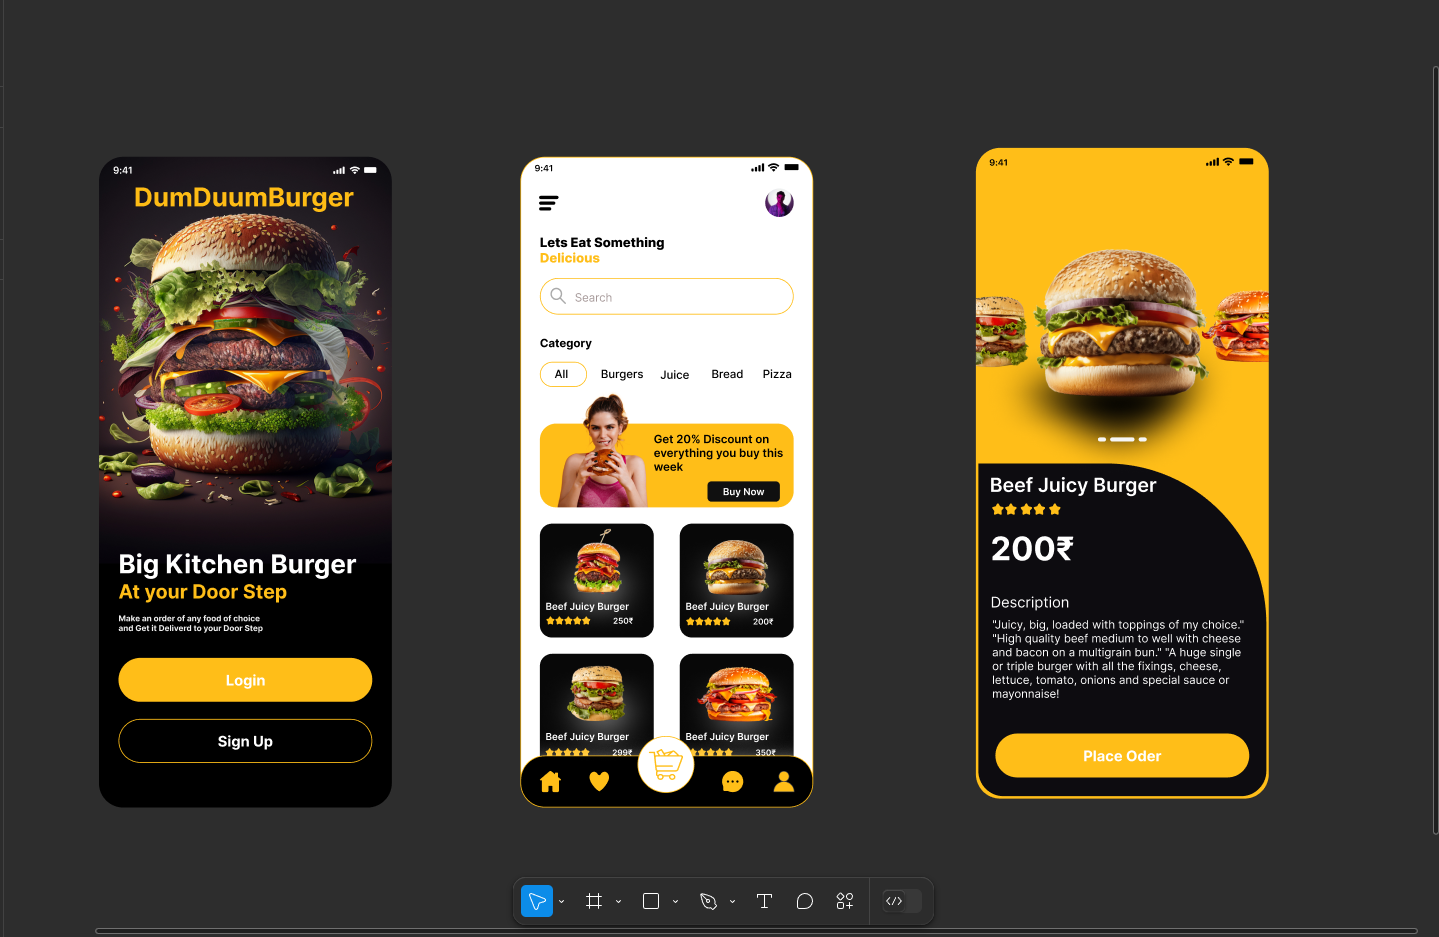 9:41
DumDuumBurger
Big Kitchen Burger
At your Door Step
Make an order of any food of choice
and Get it Deliverd to your Door Step
Login
Sign Up
9:41
Lets Eat Something
Delicious
Search
Category
All Burgers Juice Bread Pizza
Get 20% Discount on
everything you buy this
week
Buy Now
Beef Juicy Burger
250₹
Beef Juicy Burger
200₹
Beef Juicy Burger
299₹
Beef Juicy Burger
350₹
9:41
Beef Juicy Burger
200₹
Description
"Juicy, big, loaded with toppings of my choice."
"High quality beef medium to well with cheese
and bacon on a multigrain bun." "A huge single
or triple burger with all the fixings, cheese,
lettuce, tomato, onions and special sauce or
mayonnaise!
Place Oder